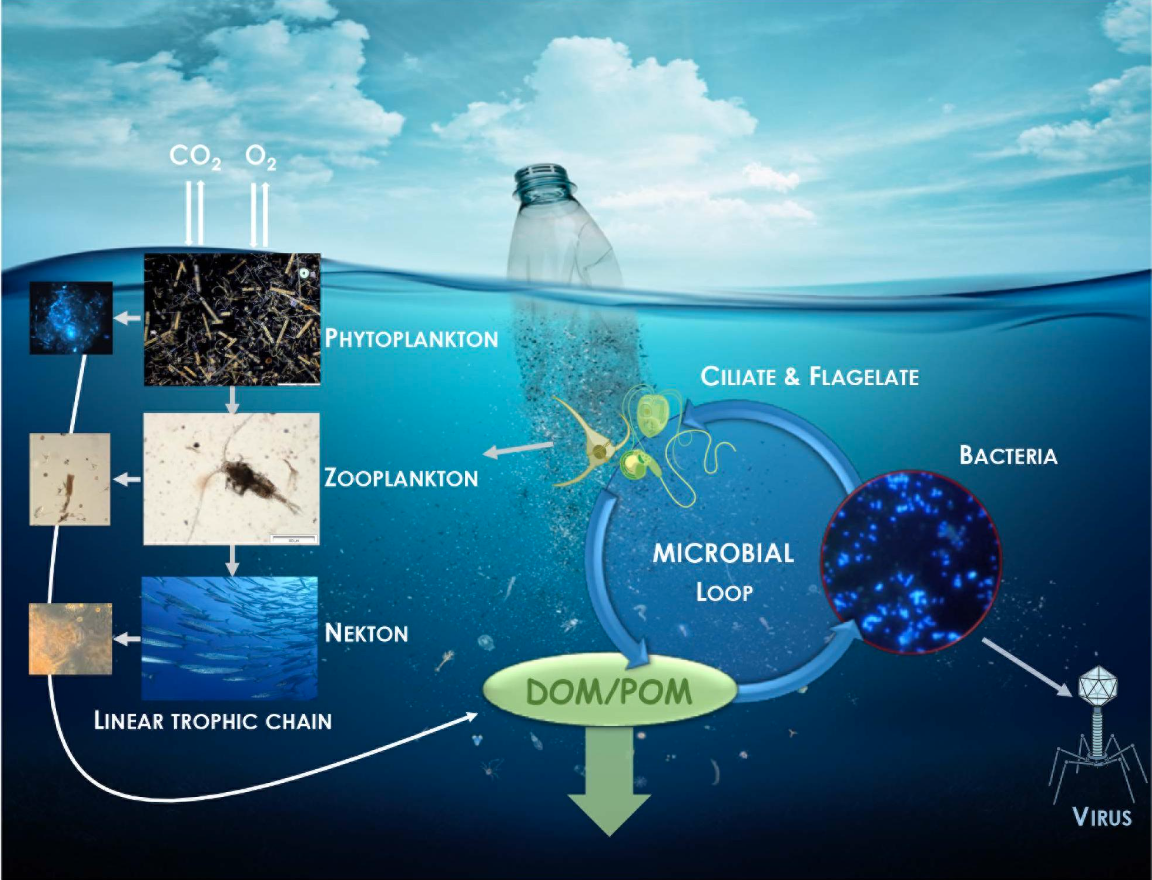 CO₂ O₂
PHYTOPLANKTON
CILIATE & FLAGELATE
BACTERIA
ZOOPLANKTON
MICROBIAL
LOOP
NEKTON
DOM/POM
LINEAR TROPHIC CHAIN
VIRUS